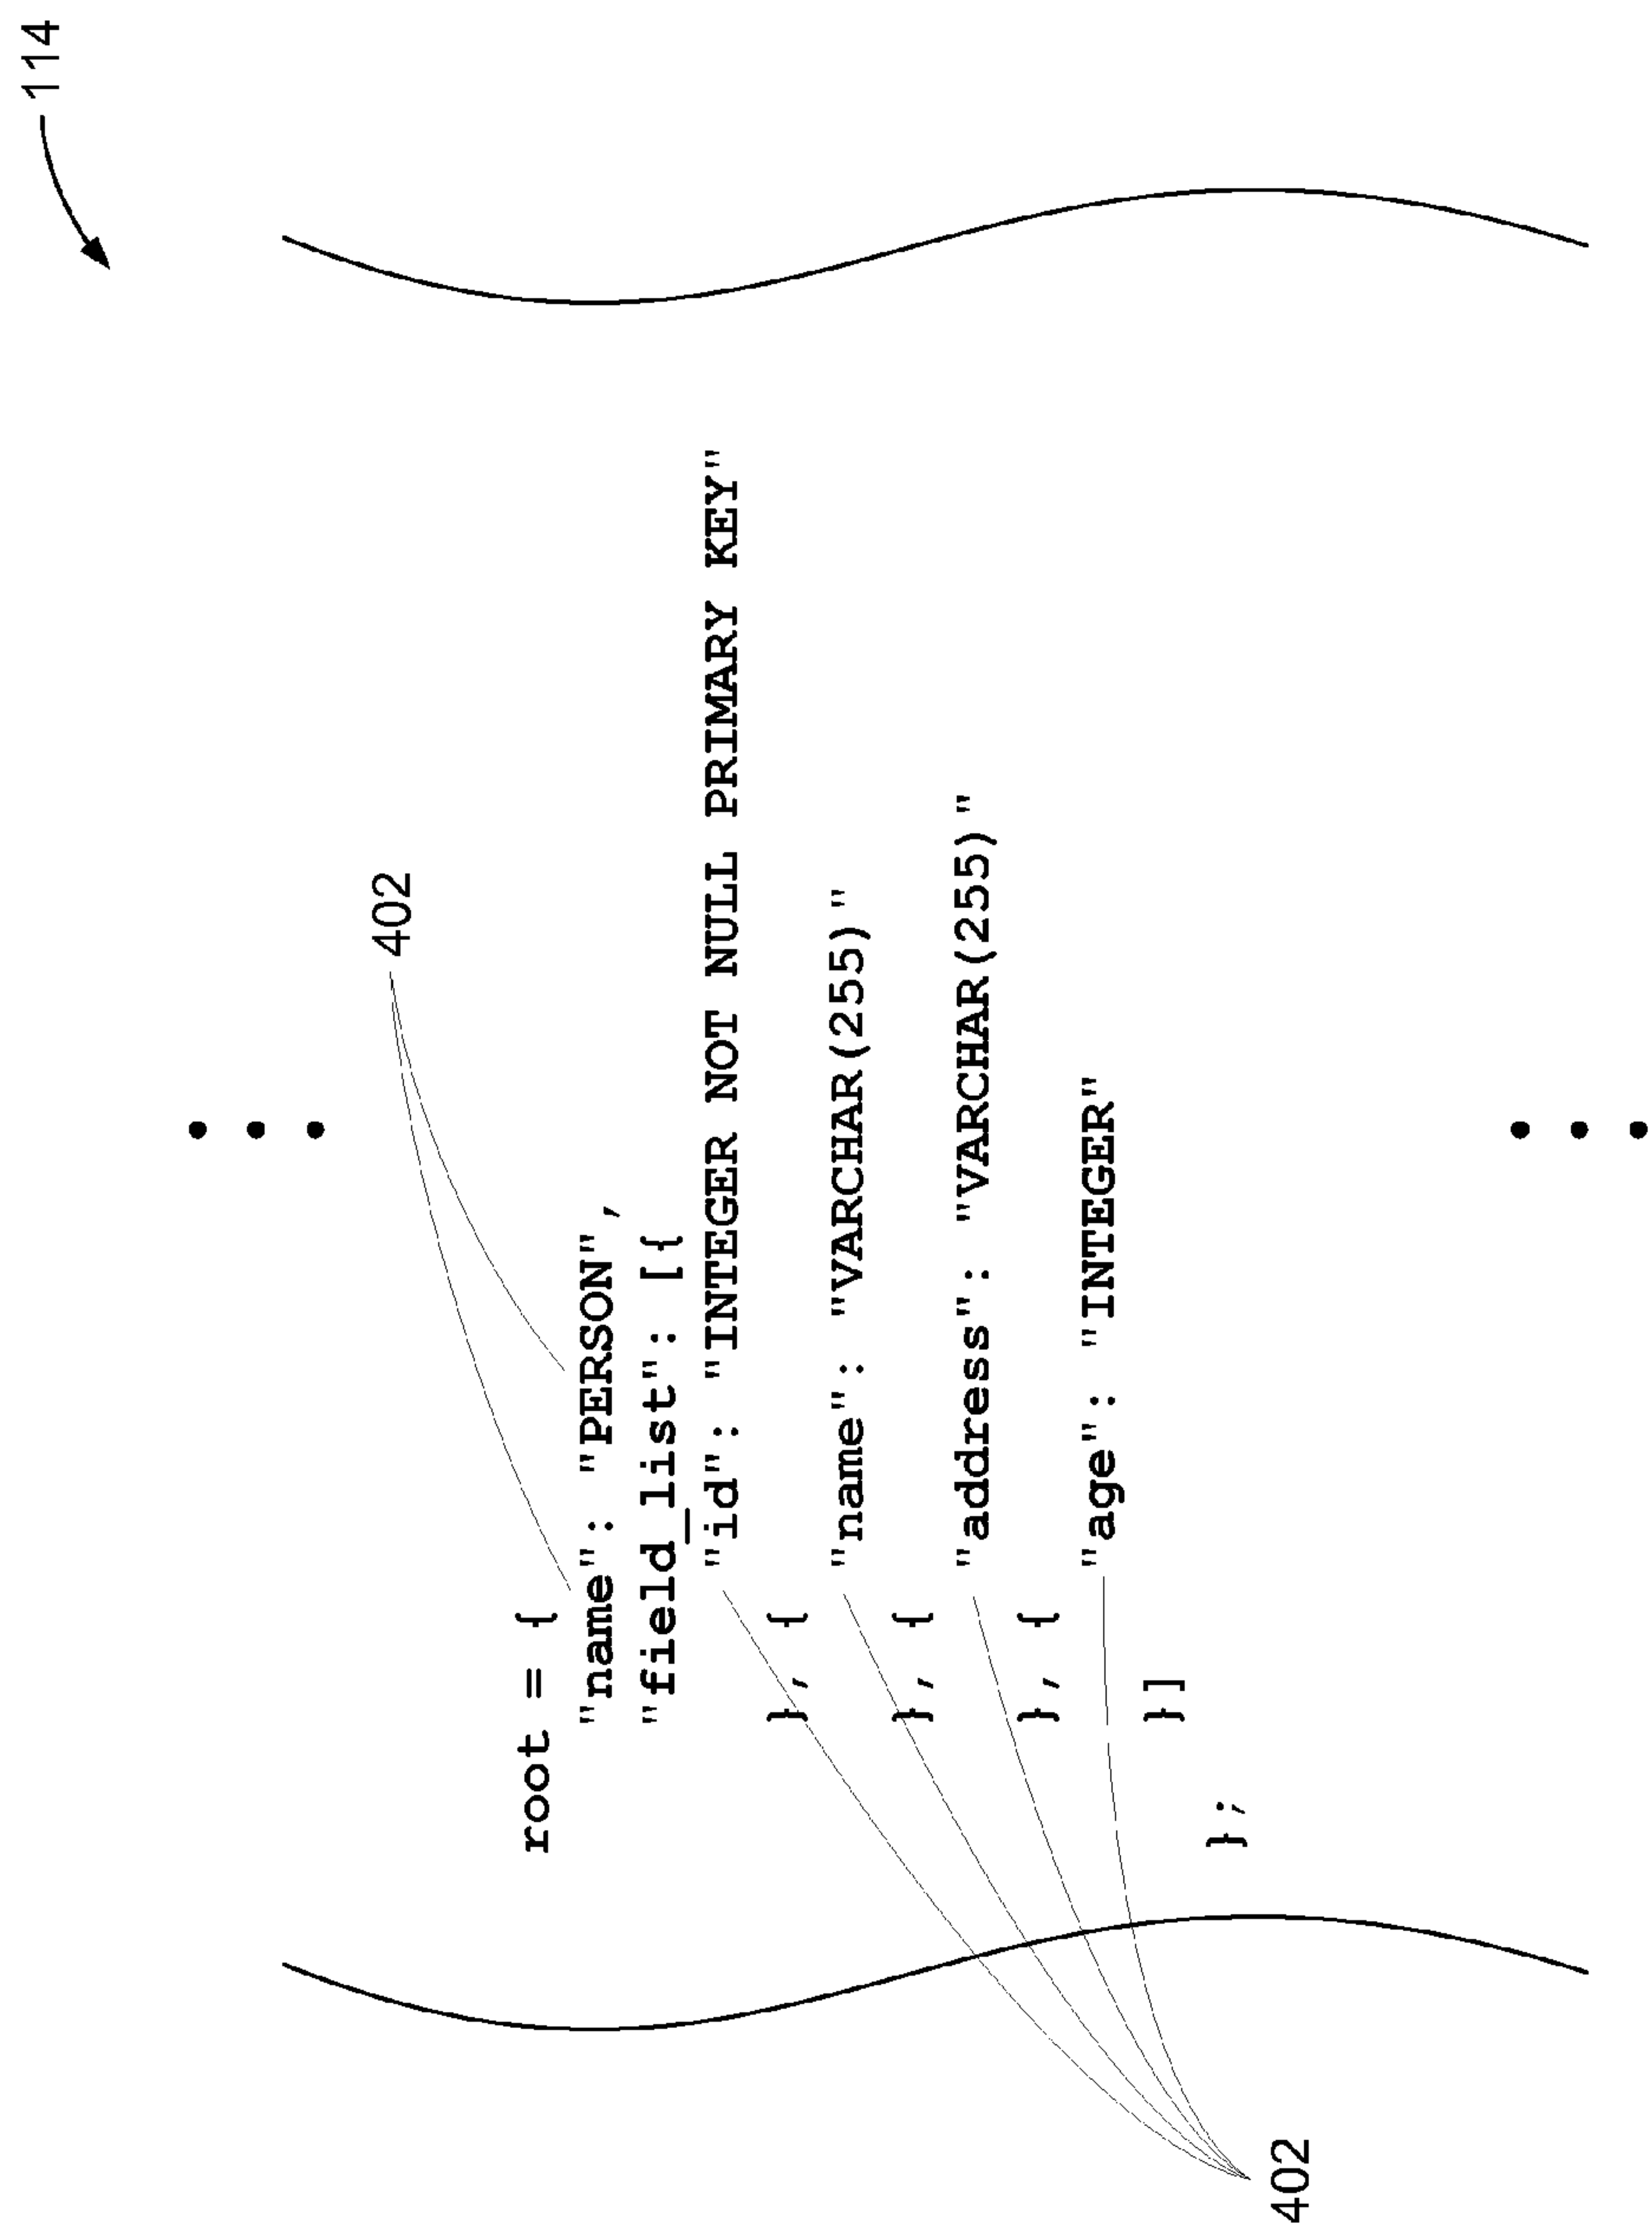 114
402
root = {
"name": "PERSON",
"field_list": [{
"id": "INTEGER NOT NULL PRIMARY KEY"
}, {
"name": "VARCHAR(255)"
}, {
"address": "VARCHAR(255)"
}, {
"age": "INTEGER"
}]
};
402